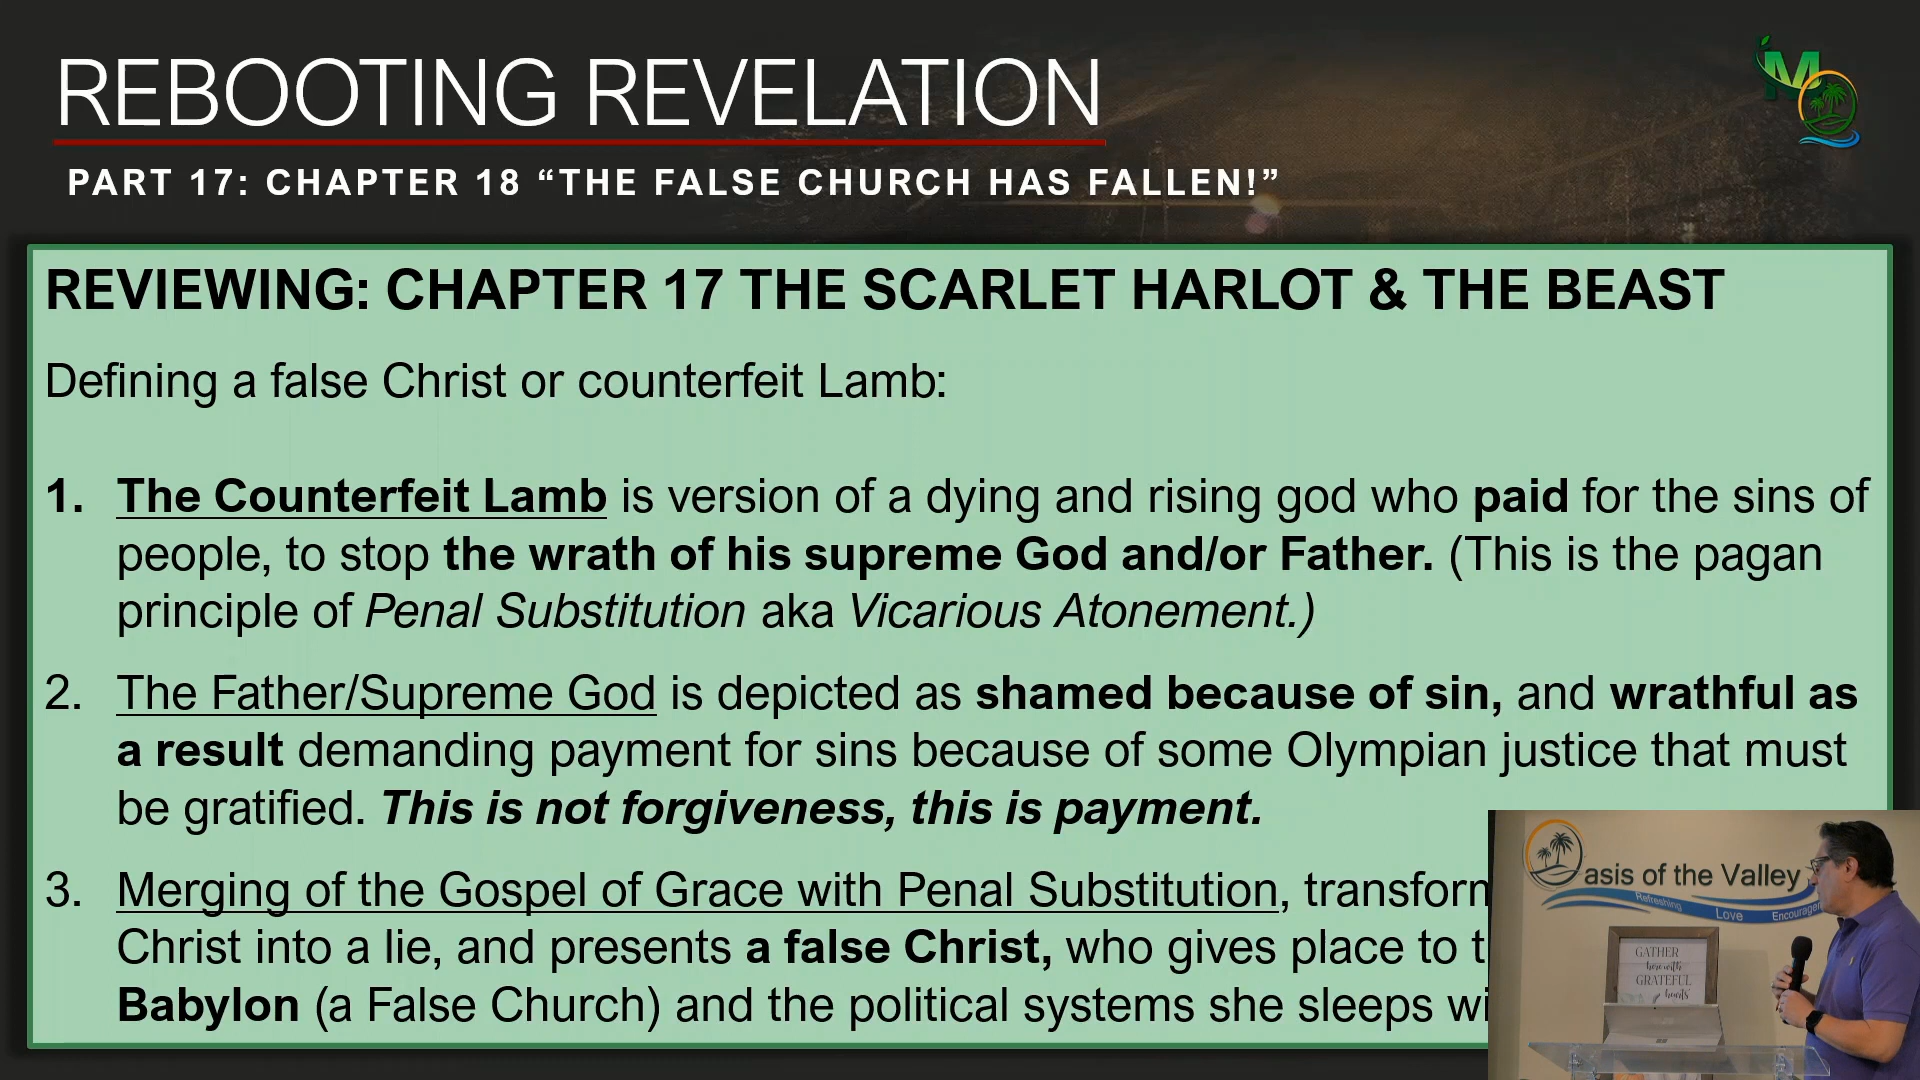 REBOOTING REVELATION
PART 17: CHAPTER 18 “THE FALSE CHURCH HAS FALLEN!”
M
REVIEWING: CHAPTER 17 THE SCARLET HARLOT & THE BEAST
Defining a false Christ or counterfeit Lamb:
1. The Counterfeit Lamb is version of a dying and rising god who paid for the sins of
people, to stop the wrath of his supreme God and/or Father. (This is the pagan
principle of Penal Substitution aka Vicarious Atonement.)
2. The Father/Supreme God is depicted as shamed because of sin, and wrathful as
a result demanding payment for sins because of some Olympian justice that must
be gratified. This is not forgiveness, this is payment.
3. Merging of the Gospel of Grace with Penal Substitution, transform
Christ into a lie, and presents a false Christ, who gives place to t
Babylon (a False Church) and the political systems she sleeps wi
asis of the Valley
Refreshing
Love
Encourage
GATHER
here with
GRATEFUL
hearts